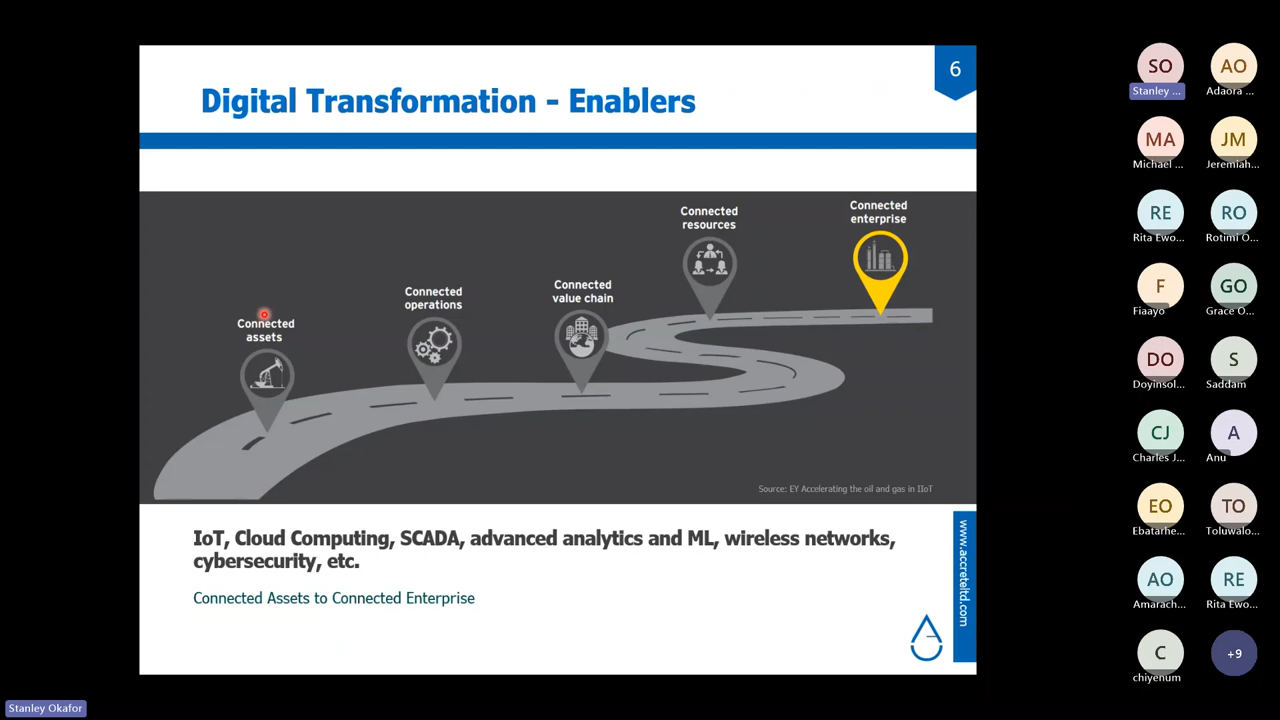 6
Digital Transformation - Enablers
Connected
assets
Connected
operations
Connected
value chain
Connected
resources
Connected
enterprise
Source: EY Accelerating the oil and gas in IIoT
IoT, Cloud Computing, SCADA, advanced analytics and ML, wireless networks,
cybersecurity, etc.
Connected Assets to Connected Enterprise
www.accreteltd.com
SO
Stanley ...
AO
Adaora ...
MA
Michael ...
JM
Jeremiah...
RE
Rita Ewo...
RO
Rotimi O...
F
Fiaayo
GO
Grace O...
DO
Doyinsol...
S
Saddam
CJ
Charles J...
A
Anu
EO
Ebatarhe...
TO
Toluwalo...
AO
Amarach...
RE
Rita Ewo...
C
chiyenum
+9
Stanley Okafor